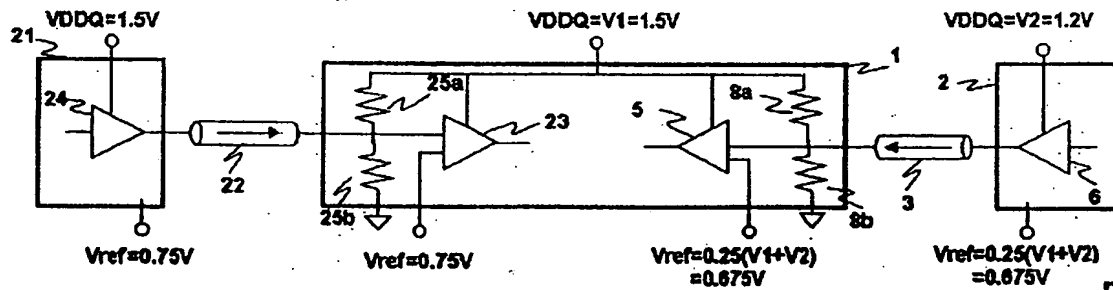 VDDQ=1.5V
VDDQ=V1=1.5V
VDDQ=V2=1.2V
21
1
25a
8a
2
24
5
23
22
3
6
25b
8b
Vref=0.75V
Vref=0.75V
Vref=0.25(V1+V2)
=0.675V
Vref=0.25(V1+V2)
=0.675V